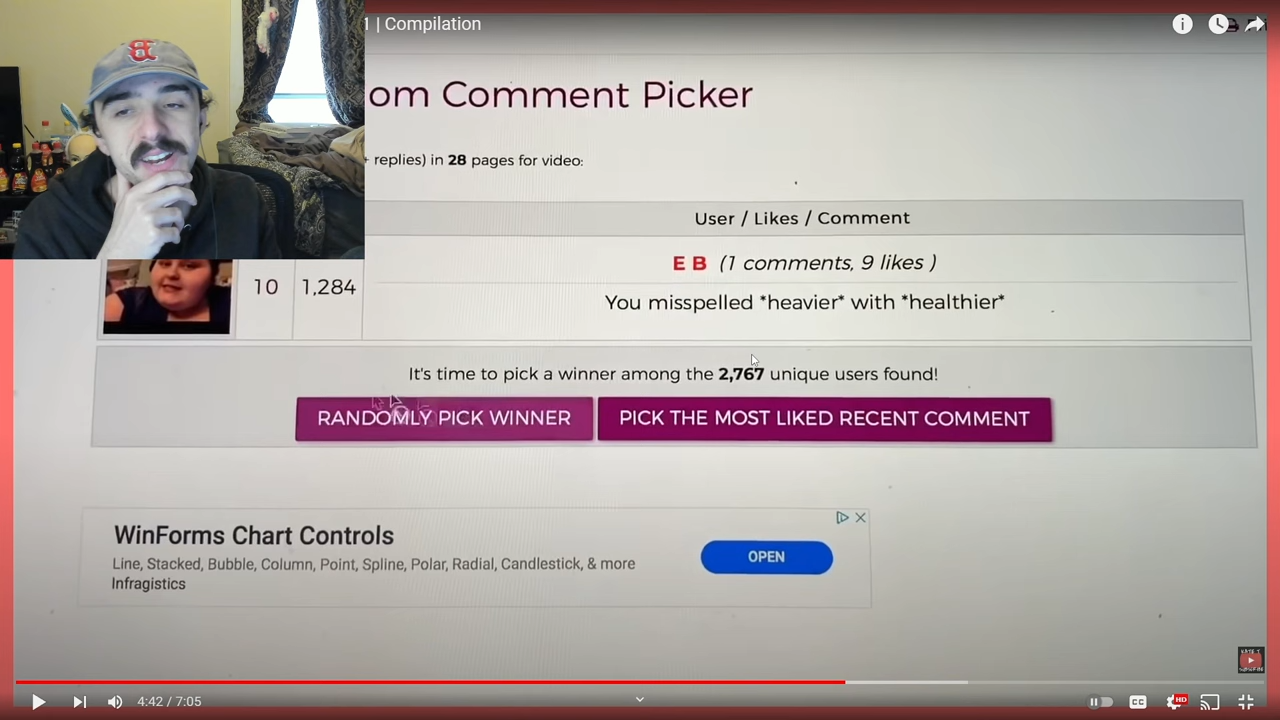 1 | Compilation
om Comment Picker
+ replies) in 28 pages for video:
User / Likes / Comment
E B (1 comments, 9 likes )
10
1,284
You misspelled *heavier* with *healthier*
It's time to pick a winner among the 2,767 unique users found!
RANDOMLY PICK WINNER
PICK THE MOST LIKED RECENT COMMENT
WinForms Chart Controls
Line, Stacked, Bubble, Column, Point, Spline, Polar, Radial, Candlestick, & more
Infragistics
OPEN
4:42 / 7:05
CC
HD